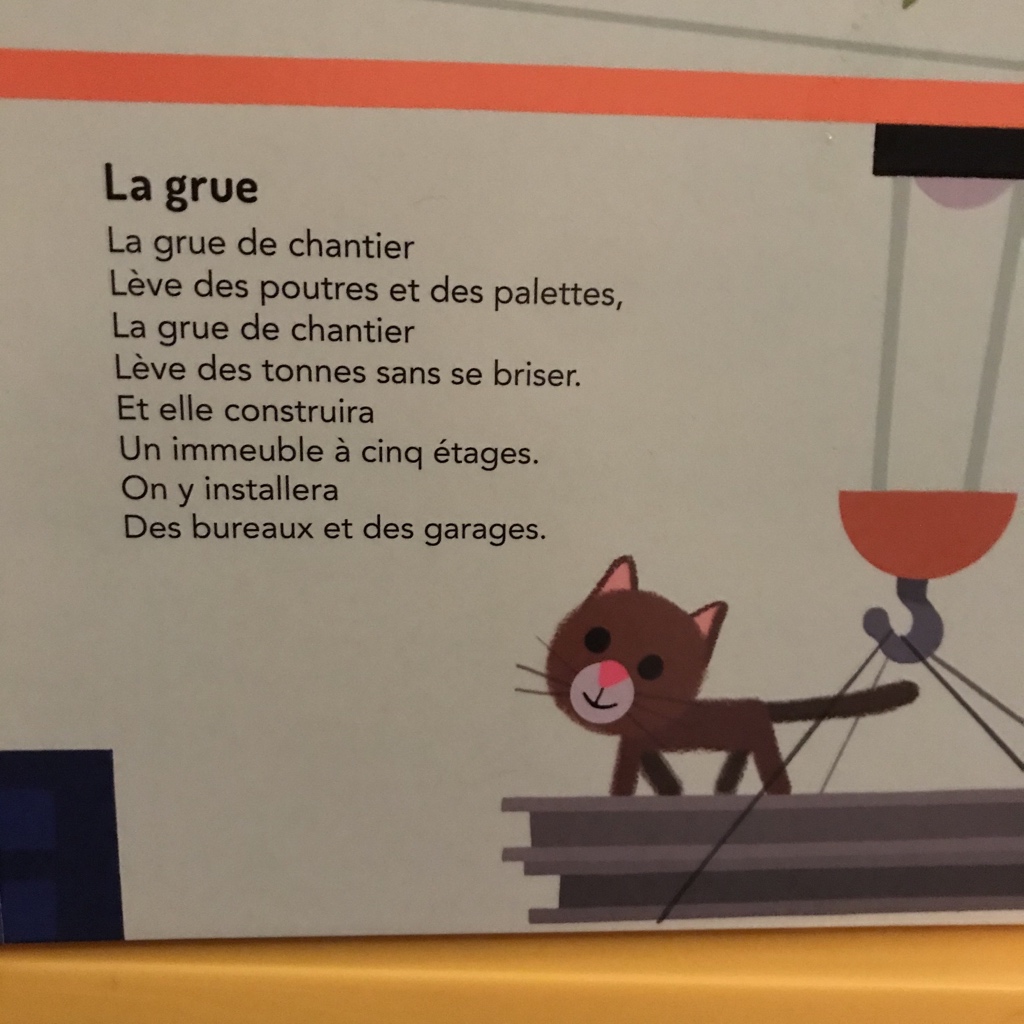 La grue
La grue de chantier
Lève des poutres et des palettes,
La grue de chantier
Lève des tonnes sans se briser.
Et elle construira
Un immeuble à cinq étages.
On y installera
Des bureaux et des garages.